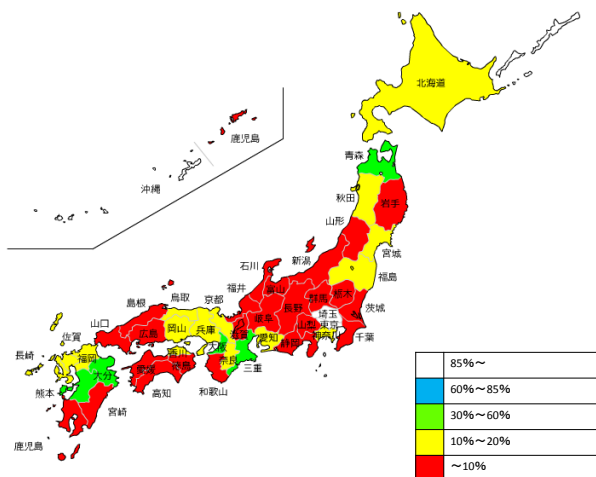 北海道
鹿児島
沖縄
青森
秋田
岩手
山形
宮城
新潟
石川
福島
福井
富山
群馬
栃木
鳥取
京都
長野
茨城
島根
岐阜
埼玉
山口
広島
岡山
兵庫
滋賀
愛知
山梨
東京
佐賀
大阪
静岡
神奈川
千葉
長崎
福岡
香川
奈良
三重
大分
愛媛
徳島
熊本
高知
和歌山
宮崎
鹿児島
85%～
60%～85%
30%～60%
10%～20%
～10%